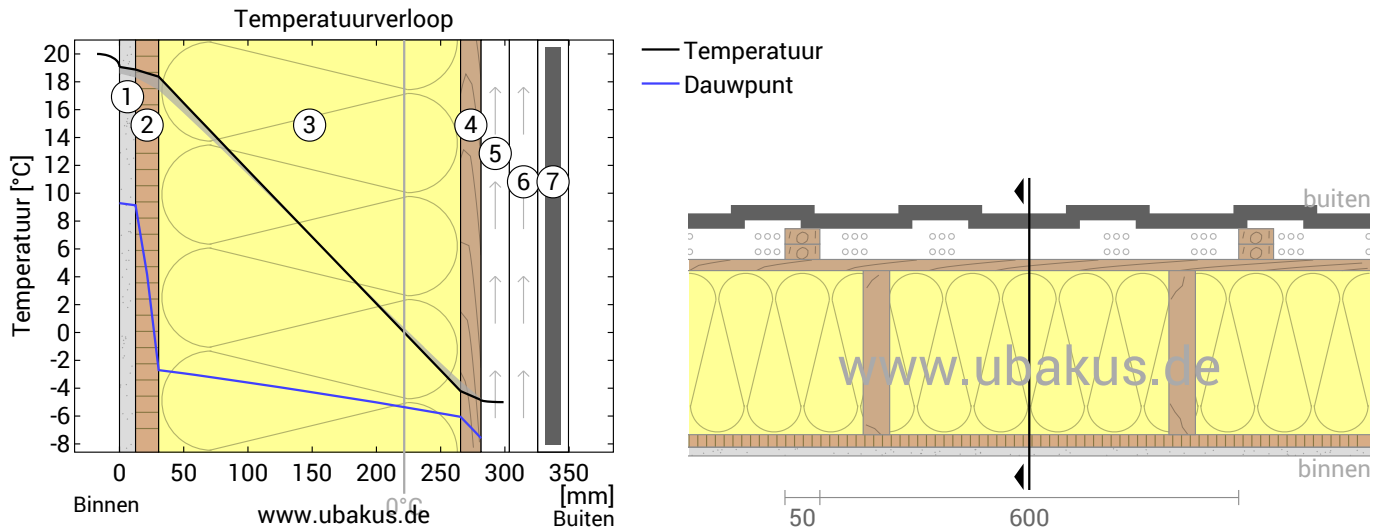 Temperatuurverloop
Temperatuur [°C]
20
18
16
14
12
10
8
6
4
2
0
-2
-4
-6
-8
1
2
3
4
5
6
7
0 50 100 150 200 250 300 350
[mm]
Binnen
0°C
www.ubakus.de
Buiten
Temperatuur
Dauwpunt
buiten
www.ubakus.de
binnen
50 600